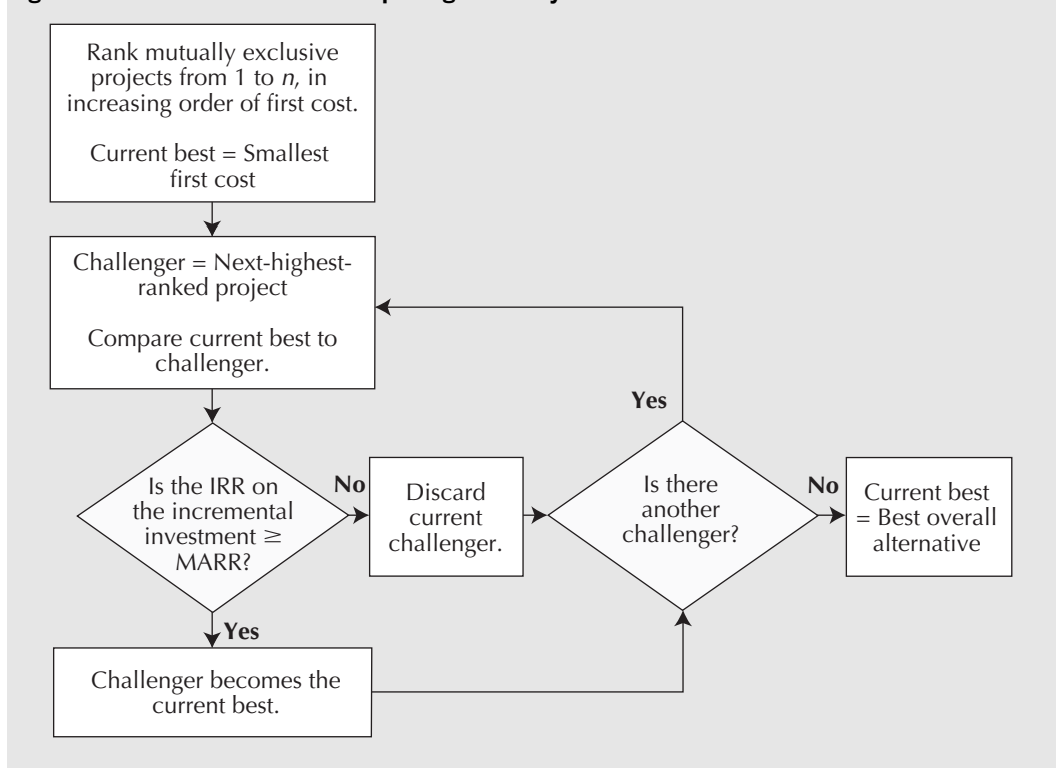 Rank mutually exclusive
projects from 1 to n, in
increasing order of first cost.
Current best = Smallest
first cost
Challenger = Next-highest-
ranked project
Compare current best to
challenger.
Is the IRR on
the incremental
investment ≥
MARR?
No
Discard
current
challenger.
Yes
Is there
another
challenger?
No
Current best
= Best overall
alternative
Yes
Challenger becomes the
current best.